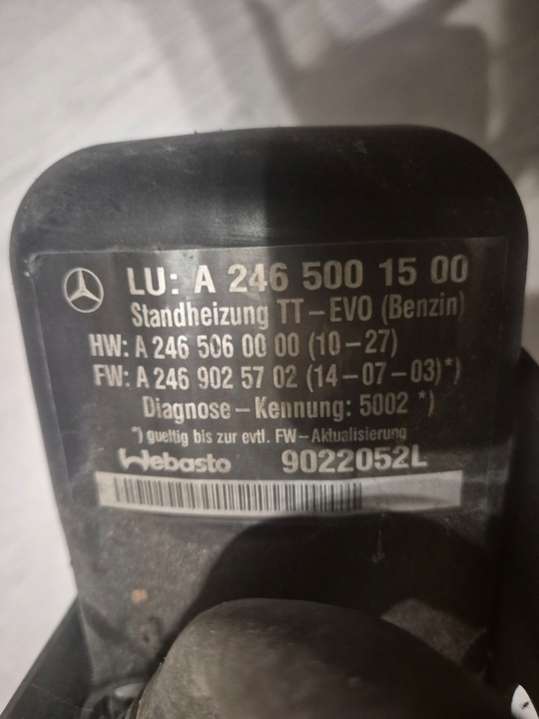 LU: A 246 500 15 00
Standheizung TT-EVO (Benzin)
HW: A 246 506 00 00 (10-27)
FW: A 246 902 57 02 (14-07-03)*)
Diagnose-Kennung: 5002 *)
*) gueltig bis zur evtl. FW-Aktualisierung
Webasto 9022052L